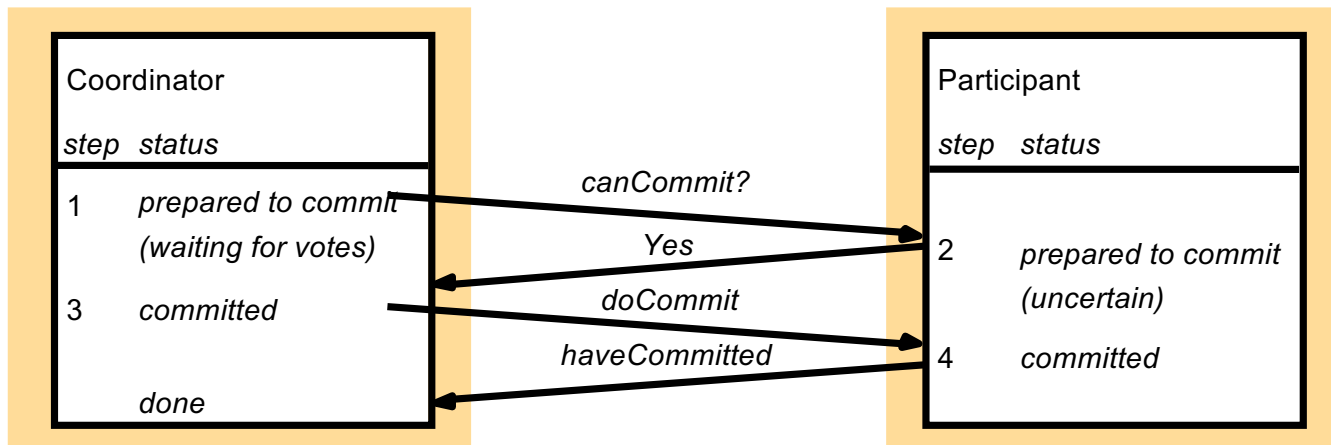 Coordinator
step status
1 prepared to commit
(waiting for votes)
3 committed
done
canCommit?
Yes
doCommit
haveCommitted
Participant
step status
2 prepared to commit
(uncertain)
4 committed